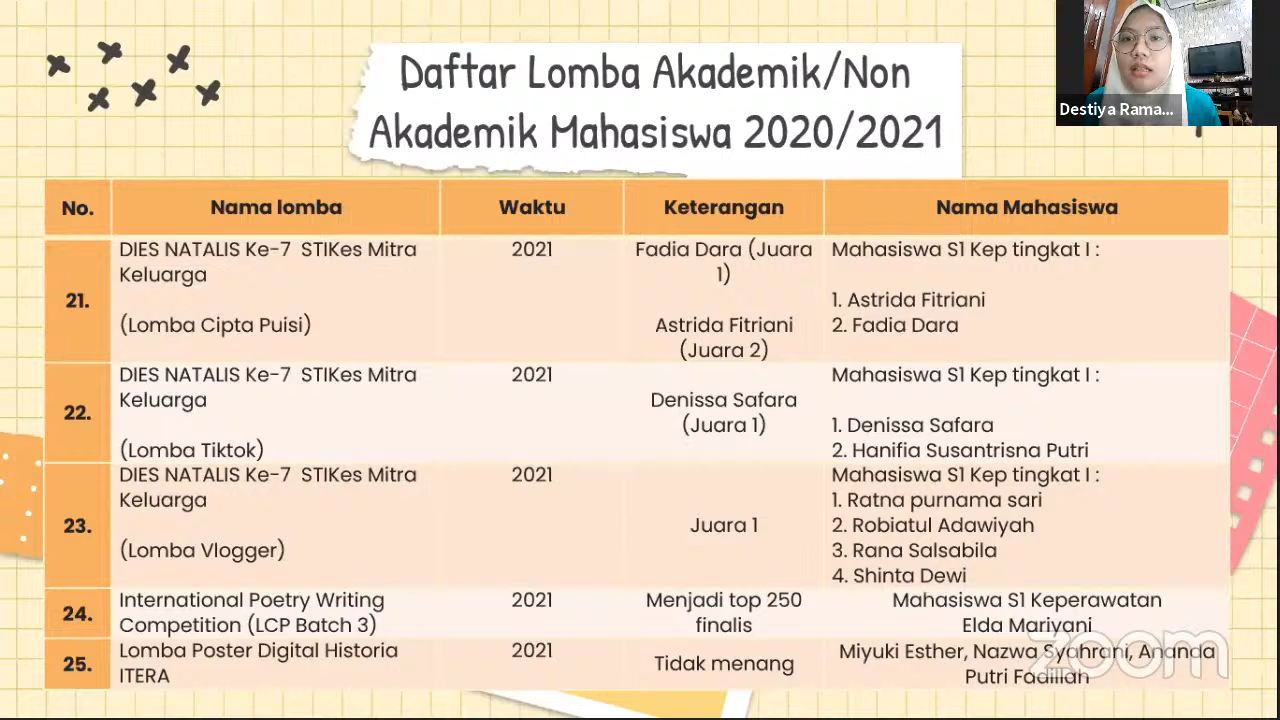 Daftar Lomba Akademik/Non
Akademik Mahasiswa 2020/2021
Destiya Rama...
No.
Nama lomba
Waktu
Keterangan
Nama Mahasiswa
21.
DIES NATALIS Ke-7 STIKes Mitra
Keluarga
(Lomba Cipta Puisi)
2021
Fadia Dara (Juara
1)
Astrida Fitriani
(Juara 2)
Mahasiswa S1 Kep tingkat I :
1. Astrida Fitriani
2. Fadia Dara
22.
DIES NATALIS Ke-7 STIKes Mitra
Keluarga
(Lomba Tiktok)
2021
Denissa Safara
(Juara 1)
Mahasiswa S1 Kep tingkat I :
1. Denissa Safara
2. Hanifia Susantrisna Putri
23.
DIES NATALIS Ke-7 STIKes Mitra
Keluarga
(Lomba Vlogger)
2021
Juara 1
Mahasiswa S1 Kep tingkat I :
1. Ratna purnama sari
2. Robiatul Adawiyah
3. Rana Salsabila
4. Shinta Dewi
24.
International Poetry Writing
Competition (LCP Batch 3)
2021
Menjadi top 250
finalis
Mahasiswa S1 Keperawatan
Elda Mariyani
25.
Lomba Poster Digital Historia
ITERA
2021
Tidak menang
Miyuki Esther, Nazwa Syahrani, Ananda
Putri Fadillah
zoom